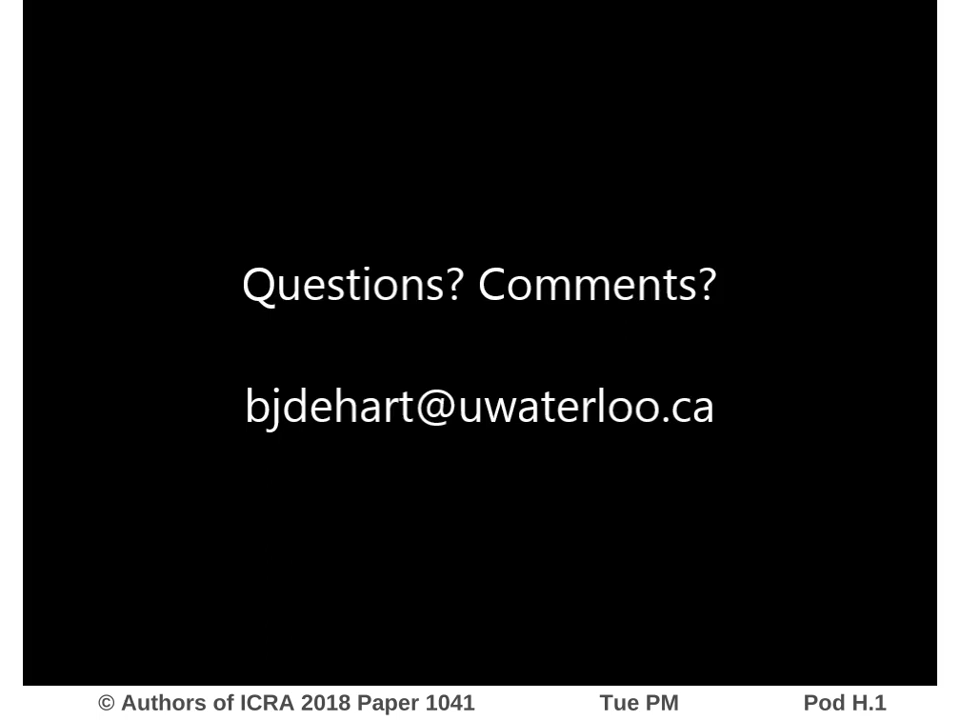 Questions? Comments?
bjdehart@uwaterloo.ca
© Authors of ICRA 2018 Paper 1041 Tue PM Pod H.1